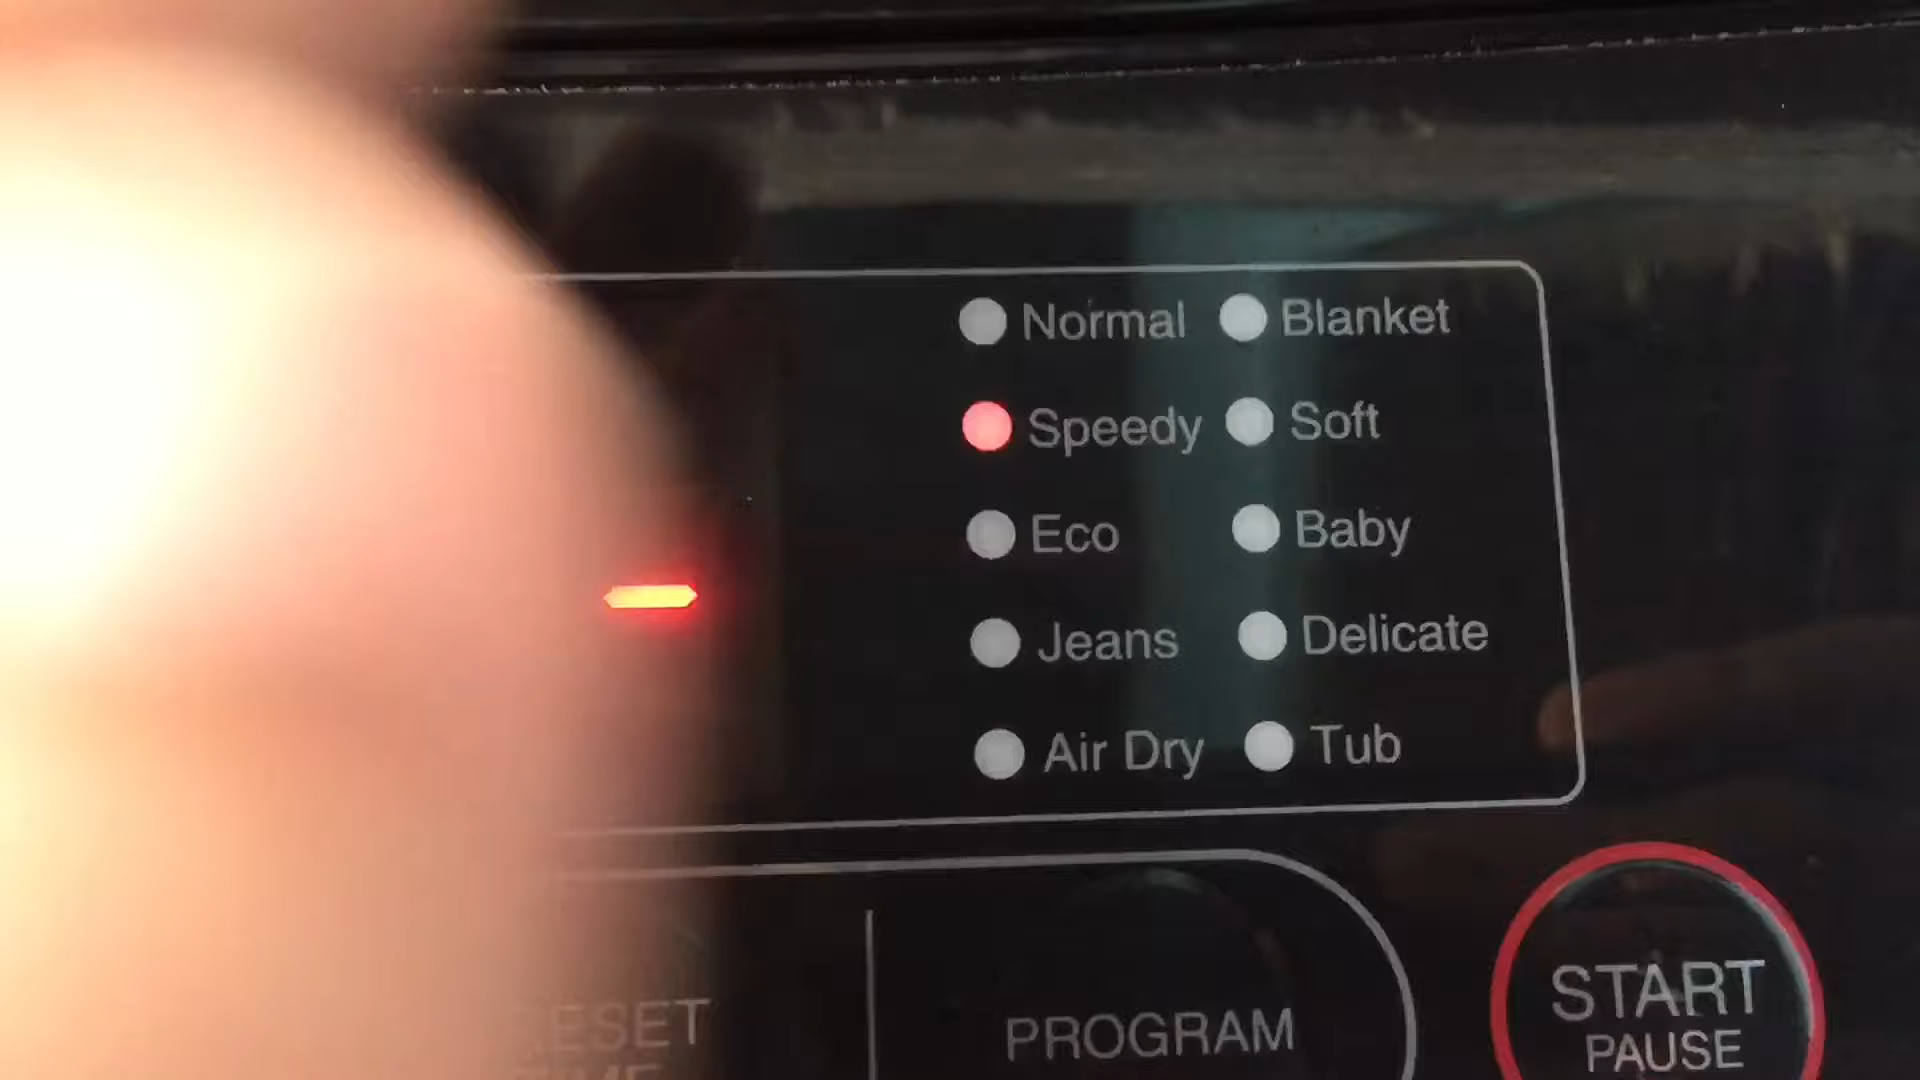 Normal Blanket
Speedy Soft
Eco Baby
Jeans Delicate
Air Dry Tub
PROGRAM
START
PAUSE